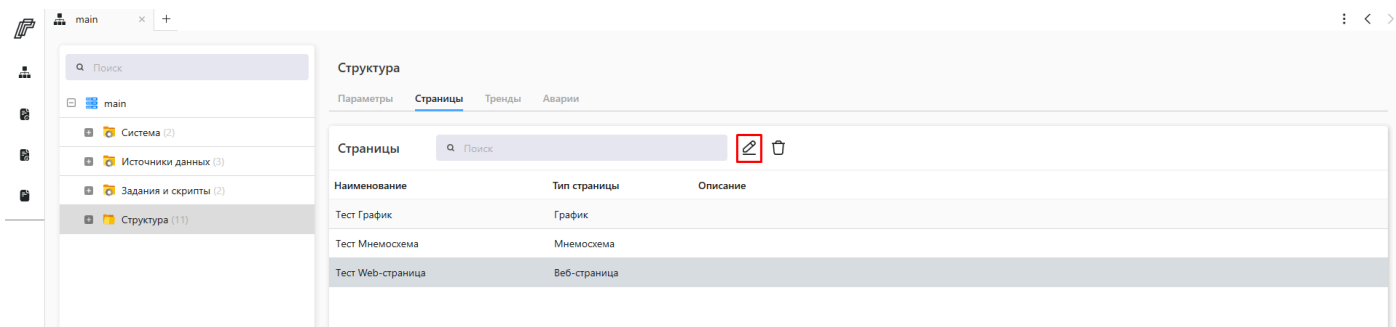 main
Поиск
main
Система (2)
Источники данных (3)
Задания и скрипты (2)
Структура (11)
Структура
Параметры Страницы Тренды Аварии
Страницы Поиск
Наименование Тип страницы Описание
Тест График График
Тест Мнемосхема Мнемосхема
Тест Web-страница Веб-страница